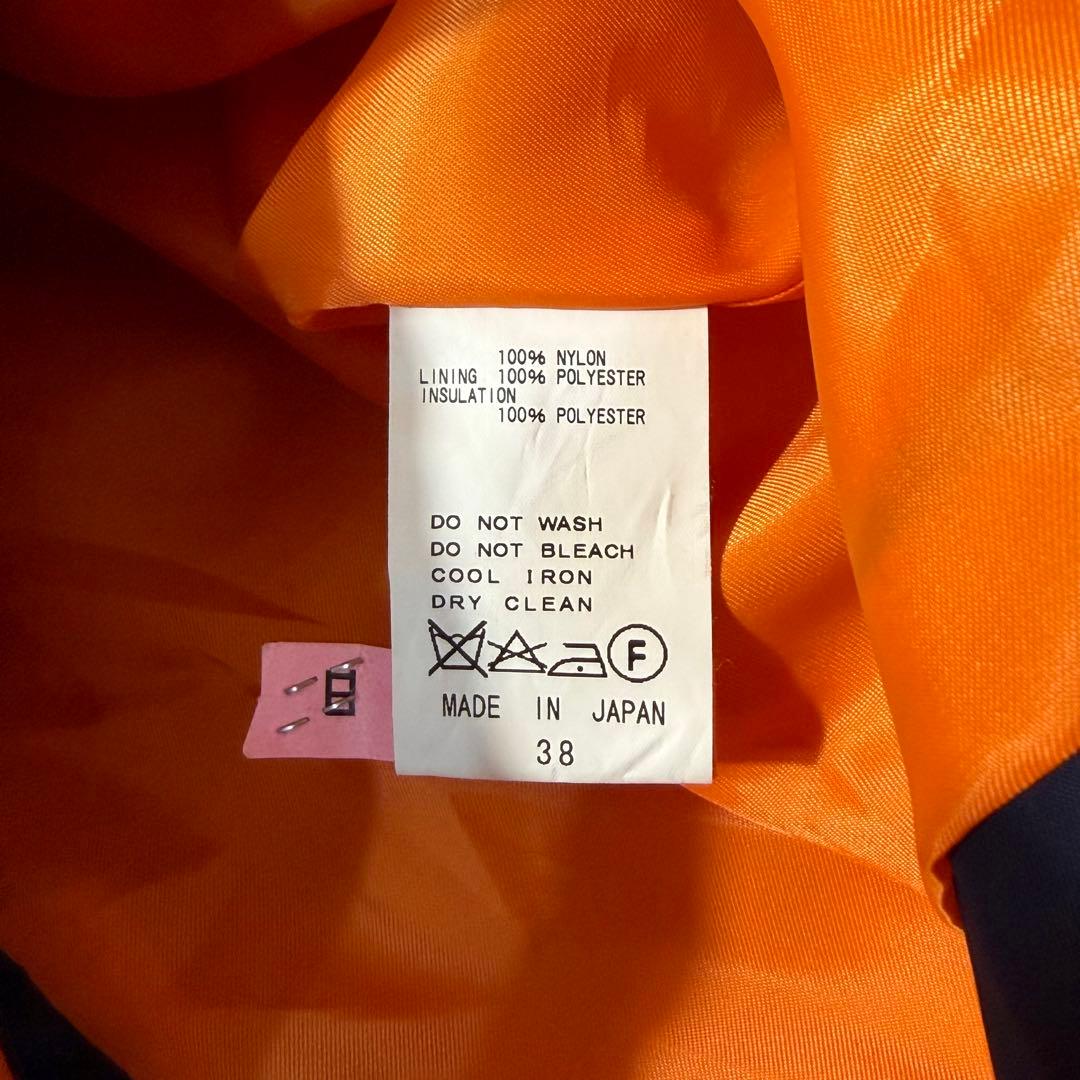 100% NYLON
LINING 100% POLYESTER
INSULATION
100% POLYESTER
DO NOT WASH
DO NOT BLEACH
COOL IRON
DRY CLEAN
F
MADE IN JAPAN
38